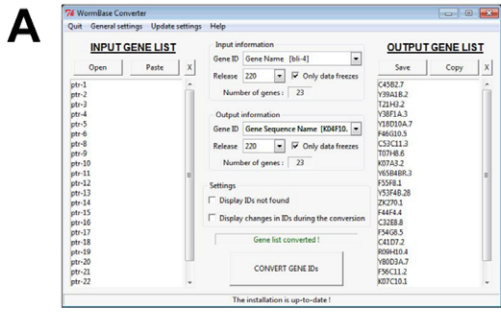 A
WormBase Converter
Quit General settings Update settings Help
INPUT GENE LIST
Open Paste X
ptr-1
ptr-2
ptr-3
ptr-4
ptr-5
ptr-6
ptr-8
ptr-9
ptr-10
ptr-11
ptr-12
ptr-13
ptr-14
ptr-15
ptr-16
ptr-17
ptr-18
ptr-19
ptr-20
ptr-21
ptr-22
Input information
Gene ID Gene Name [bli-4]
Release 220 Only data freezes
Number of genes : 23
Output information
Gene ID Gene Sequence Name [K04F10.
Release 220 Only data freezes
Number of genes : 23
Settings
Display IDs not found
Display changes in IDs during the conversion
Gene list converted !
CONVERT GENE IDs
OUTPUT GENE LIST
Save Copy X
C45B2.7
Y39A1B.2
T21H3.2
Y38F1A.3
Y18D10A.7
F46G10.5
C53C11.3
T07H8.6
K07A3.2
Y65B4BR.3
F55F8.1
Y53F4B.28
ZK270.1
F44F4.4
C32E8.8
F54G8.5
C41D7.2
R09H10.4
Y80D3A.7
F56C11.2
K07C10.1
The installation is up-to-date !